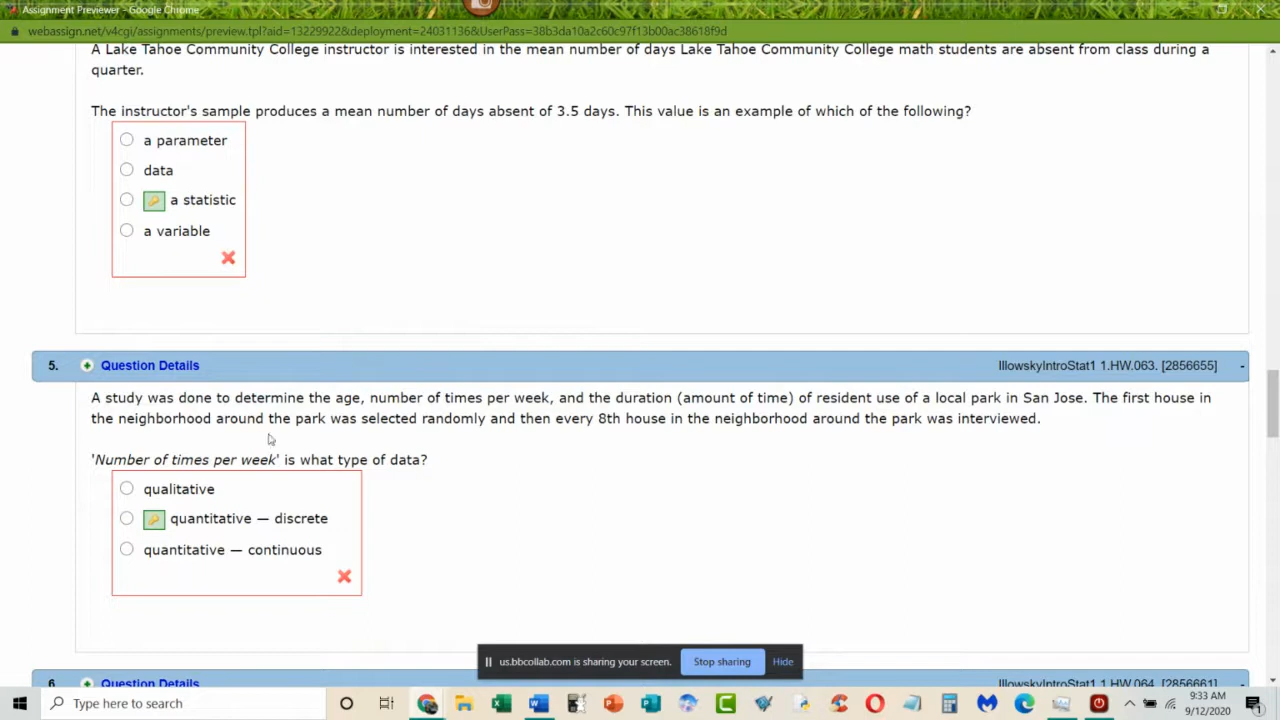 Assignment Previewer - Google Chrome
webassign.net/v4cgi/assignments/preview.tpl?aid=13229922&deployment=24031136&UserPass=38b3da10a2c60c97f13b00ac38618f9d
A Lake Tahoe Community College instructor is interested in the mean number of days Lake Tahoe Community College math students are absent from class during a
quarter.
The instructor's sample produces a mean number of days absent of 3.5 days. This value is an example of which of the following?
a parameter
data
a statistic
a variable
5. Question Details IllowskyIntroStat1 1.HW.063. [2856655] -
A study was done to determine the age, number of times per week, and the duration (amount of time) of resident use of a local park in San Jose. The first house in
the neighborhood around the park was selected randomly and then every 8th house in the neighborhood around the park was interviewed.
'Number of times per week' is what type of data?
qualitative
quantitative — discrete
quantitative — continuous
us.bbcollab.com is sharing your screen. Stop sharing Hide
6. Question Details IllowskyIntroStat1 1.HW.064. [2856661] -
Type here to search
9:33 AM
9/12/2020
1